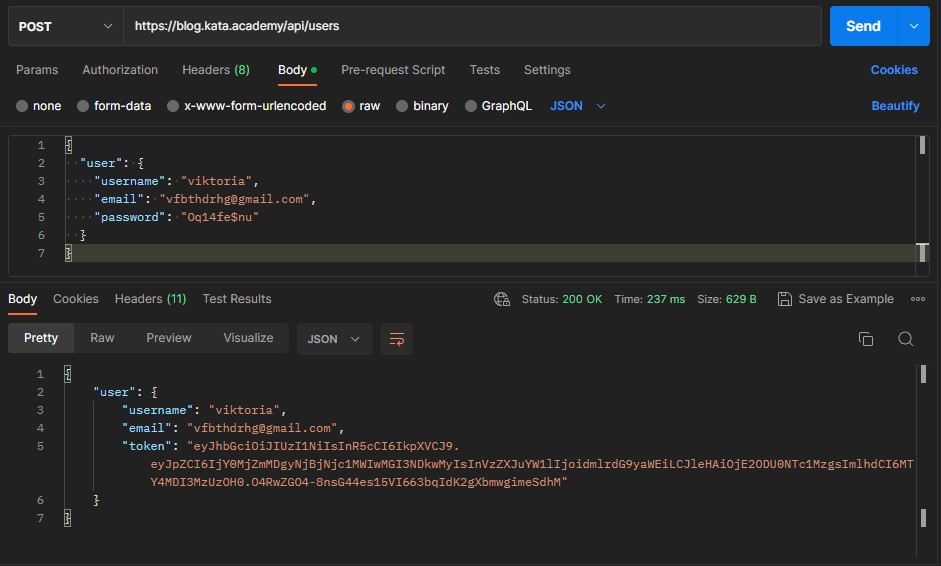 POST https://blog.kata.academy/api/users Send
Params Authorization Headers (8) Body Pre-request Script Tests Settings Cookies
none form-data x-www-form-urlencoded raw binary GraphQL JSON Beautify
1 {
2 "user": {
3 "username": "viktoria",
4 "email": "vfbthdrhg@gmail.com",
5 "password": "Oq14fe$nu"
6 }
7 }
Body Cookies Headers (11) Test Results Status: 200 OK Time: 237 ms Size: 629 B Save as Example
Pretty Raw Preview Visualize JSON
1 {
2 "user": {
3 "username": "viktoria",
4 "email": "vfbthdrhg@gmail.com",
5 "token": "eyJhbGciOiJIUzI1NiIsInR5cCI6IkpXVCJ9.
eyJpZCI6IjY0MjZmMDgyNjBjNjc1MWIwMGI3NDkwMyIsInVzZXJuYW1lIjoidmlrdG9yaWEiLCJleHAiOjE2ODU0NTc1MzgsImlhdCI6MT
Y4MDI3MzUzOH0.O4RwZGO4-8nsG44es15VI663bqIdK2gXbmwgimeSdhM"
6 }
7 }